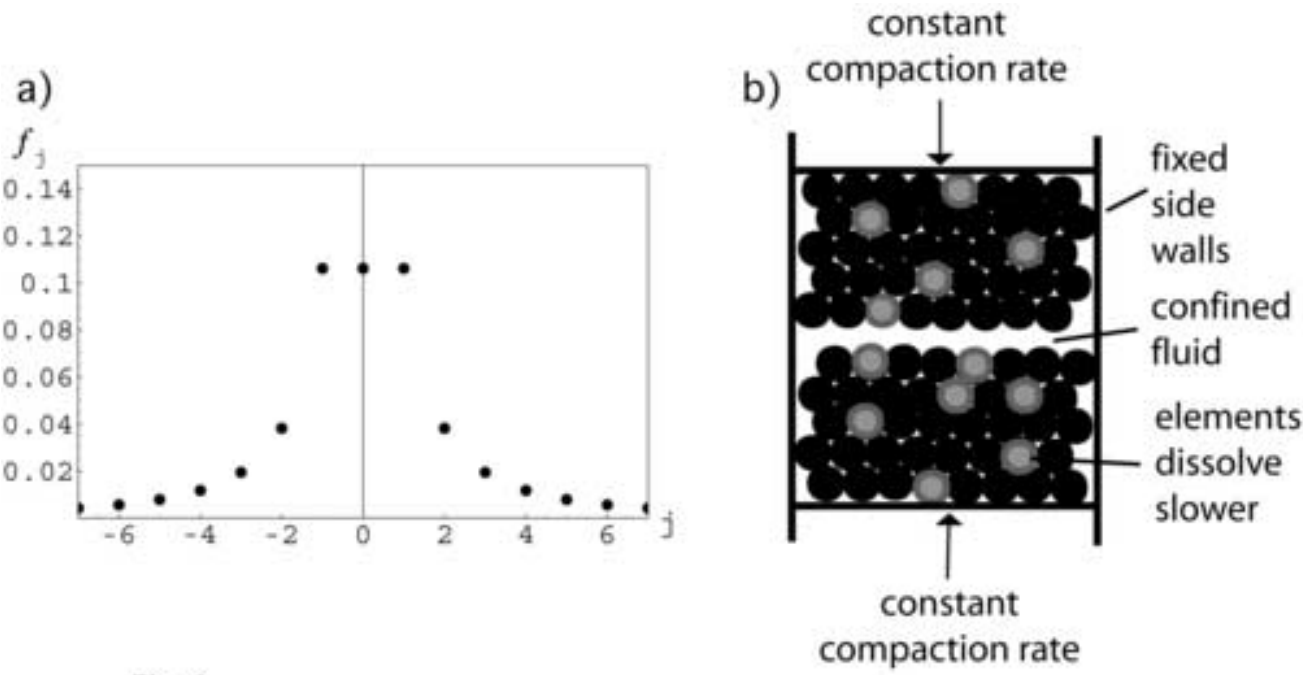 a)
f j
0.14
0.12
0.1
0.08
0.06
0.04
0.02
-6 -4 -2 0 2 4 6 j
b)
constant
compaction rate
fixed
side
walls
confined
fluid
elements
dissolve
slower
constant
compaction rate